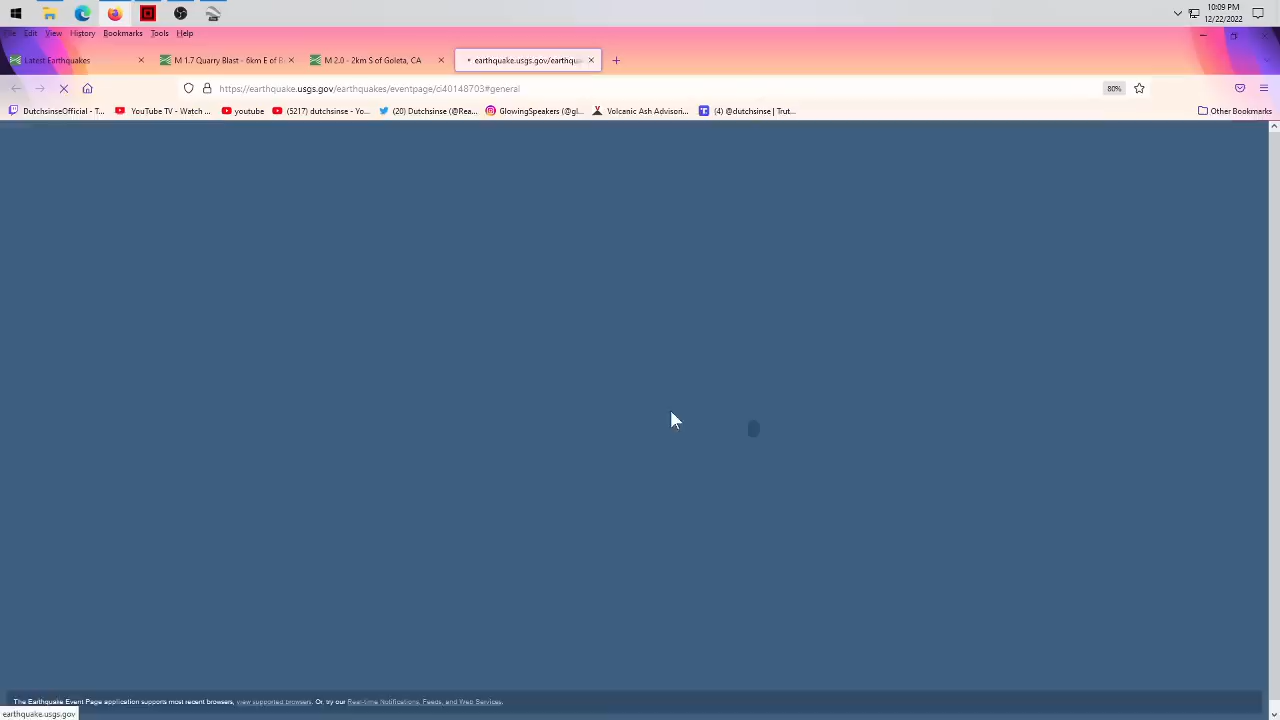 10:09 PM
12/22/2022
File Edit View History Bookmarks Tools Help
Latest Earthquakes
M 1.7 Quarry Blast - 6km E of
M 2.0 - 2km S of Goleta, CA
earthquake.usgs.gov/earthqu
https://earthquake.usgs.gov/earthquakes/eventpage/ci40148703#general
80%
DutchsinseOfficial - T...
YouTube TV - Watch ...
youtube
(5217) dutchsinse - Yo...
(20) Dutchsinse (@Rea...
GlowingSpeakers (@gl...
Volcanic Ash Advisori...
(4) @dutchsinse | Trut...
Other Bookmarks
The Earthquake Event Page application supports most recent browsers, view supported browsers. Or, try our Real-time Notifications, Feeds, and Web Services.
earthquake.usgs.gov